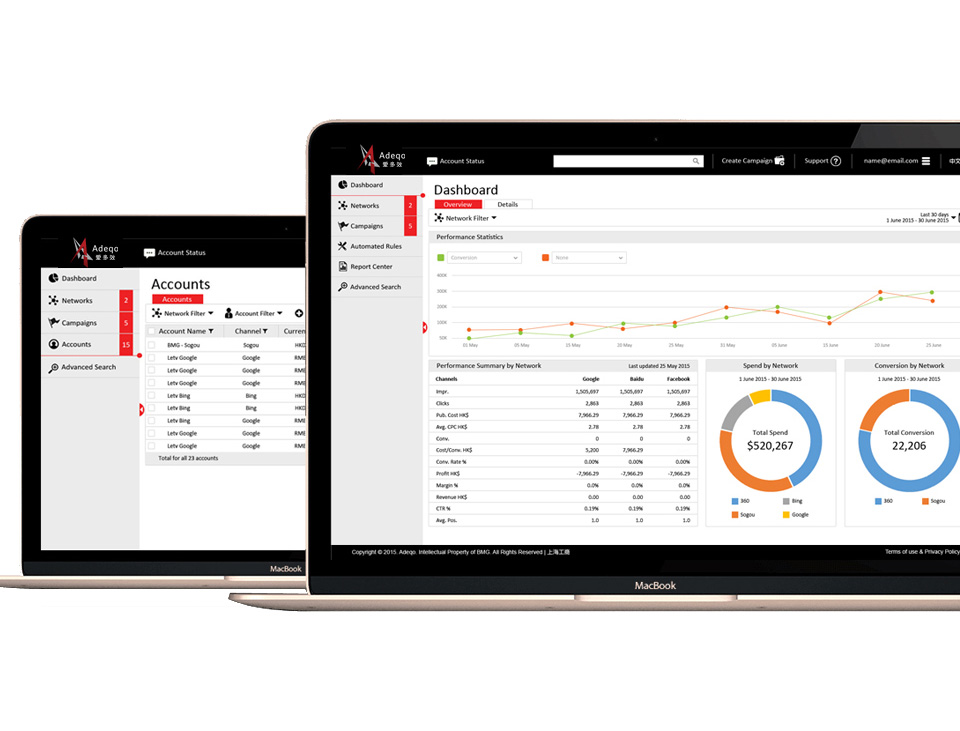 Adeqo
愛多效
Account Status
Create Campaign
Support ?
name@email.com
中文
Dashboard
Networks 2
Campaigns 5
Automated Rules
Report Center
Advanced Search
Dashboard
Overview Details
Network Filter
Last 30 days
1 June 2015 - 30 June 2015
Performance Statistics
Conversion None
400K
300K
200K
100K
50K
01 May 05 May 15 May 20 May 25 May 31 May 05 June 15 June 20 June 25 June
Performance Summary by Network Last updated 25 May 2015
Channels Google Baidu Facebook
Impr. 1,505,697 1,505,697 1,505,697
Clicks 2,863 2,863 2,863
Pub. Cost HK$ 7,966.29 7,966.29 7,966.29
Avg. CPC HK$ 2.78 2.78 2.78
Conv. 0 0 0
Cost/Conv. HK$ 5,200 7,966.29
Conv. Rate % 0.00% 0.00% 0.00%
Profit HK$ -7,966.29 -7,966.29 -7,966.29
Margin % 0.0% 0.0% 0.0%
Revenue HK$ 0.00 0.00 0.00
CTR % 0.19% 0.19% 0.19%
Avg. Pos. 1.0 1.0 1.0
Spend by Network
1 June 2015 - 30 June 2015
Total Spend
$520,267
360 Bing
Sogou Google
Conversion by Network
1 June 2015 - 30 June 2015
Total Conversion
22,206
360 Sogou
Copyright © 2015. Adeqo. Intellectual Property of BMG. All Rights Reserved | 上海工商
Terms of use & Privacy Policy
MacBook
Adeqo
愛多效
Account Status
Dashboard
Networks 2
Campaigns 5
Accounts 15
Advanced Search
Accounts
Accounts
Network Filter Account Filter
Account Name Channel Curren
BMG - Sogou Sogou HKD
Letv Google Google RMB
Letv Google Google RMB
Letv Google Google RMB
Letv Bing Bing HKD
Letv Bing Bing HKD
Letv Bing Bing RMB
Letv Google Google RMB
Letv Google Google RMB
Total for all 23 accounts
MacBook